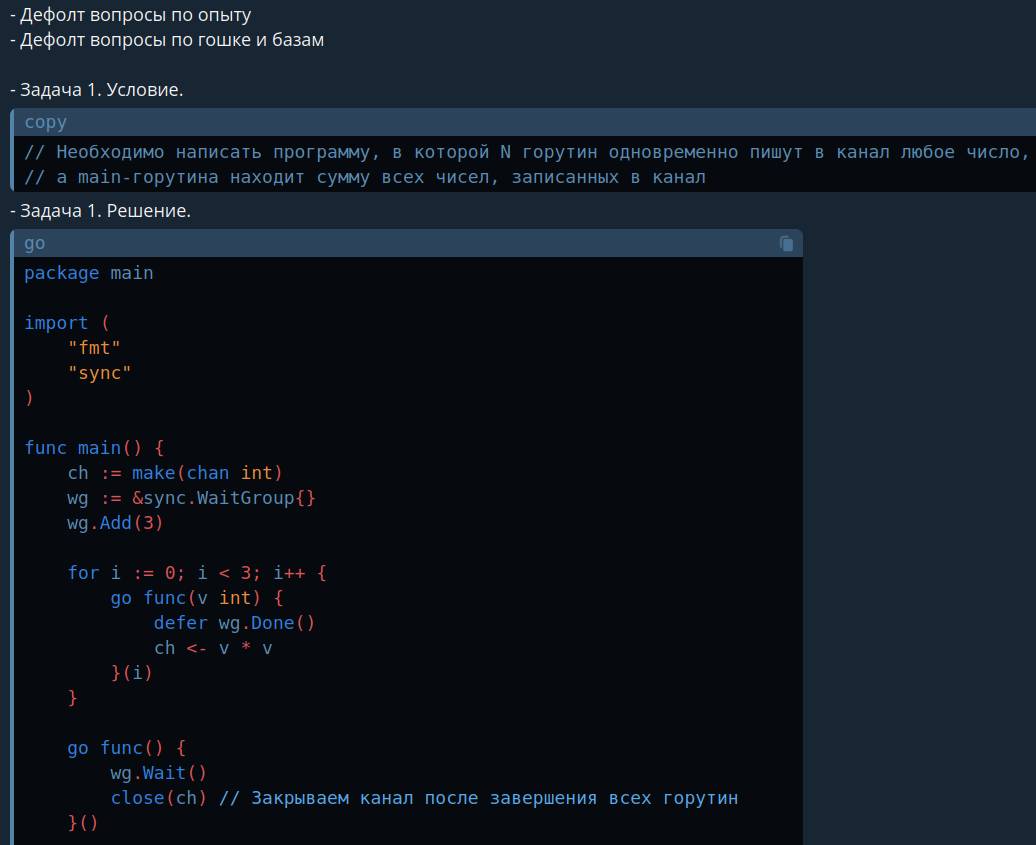 - Дефолт вопросы по опыту
- Дефолт вопросы по гошке и базам
- Задача 1. Условие.
copy
// Необходимо написать программу, в которой N горутин одновременно пишут в канал любое число,
// а main-горутина находит сумму всех чисел, записанных в канал
- Задача 1. Решение.
go
package main
import (
    "fmt"
    "sync"
)
func main() {
    ch := make(chan int)
    wg := &sync.WaitGroup{}
    wg.Add(3)
    for i := 0; i < 3; i++ {
        go func(v int) {
            defer wg.Done()
            ch <- v * v
        }(i)
    }
    go func() {
        wg.Wait()
        close(ch) // Закрываем канал после завершения всех горутин
    }()